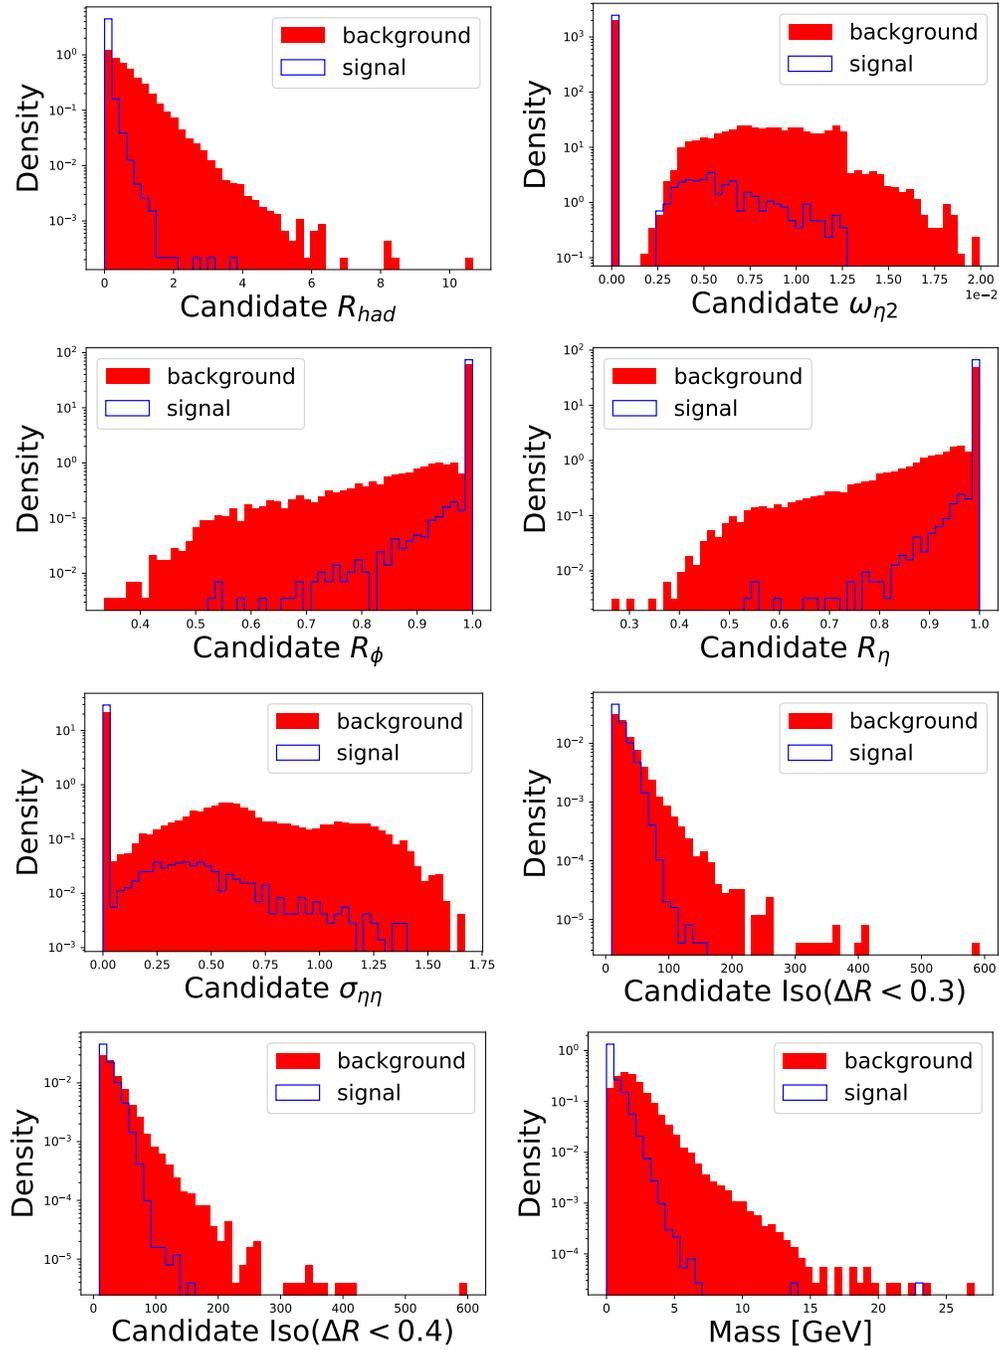 background
signal
Density
10⁰
10⁻¹
10⁻²
10⁻³
0 2 4 6 8 10
Candidate R_had
background
signal
Density
10³
10²
10¹
10⁰
10⁻¹
0.00 0.25 0.50 0.75 1.00 1.25 1.50 1.75 2.00
1e−2
Candidate ω_η2
background
signal
Density
10²
10¹
10⁰
10⁻¹
10⁻²
0.4 0.5 0.6 0.7 0.8 0.9 1.0
Candidate R_ϕ
background
signal
Density
10²
10¹
10⁰
10⁻¹
10⁻²
0.3 0.4 0.5 0.6 0.7 0.8 0.9 1.0
Candidate R_η
background
signal
Density
10¹
10⁰
10⁻¹
10⁻²
10⁻³
0.00 0.25 0.50 0.75 1.00 1.25 1.50 1.75
Candidate σ_ηη
background
signal
Density
10⁻²
10⁻³
10⁻⁴
10⁻⁵
0 100 200 300 400 500 600
Candidate Iso(ΔR < 0.3)
background
signal
Density
10⁻²
10⁻³
10⁻⁴
10⁻⁵
0 100 200 300 400 500 600
Candidate Iso(ΔR < 0.4)
background
signal
Density
10⁰
10⁻¹
10⁻²
10⁻³
10⁻⁴
0 5 10 15 20 25
Mass [GeV]